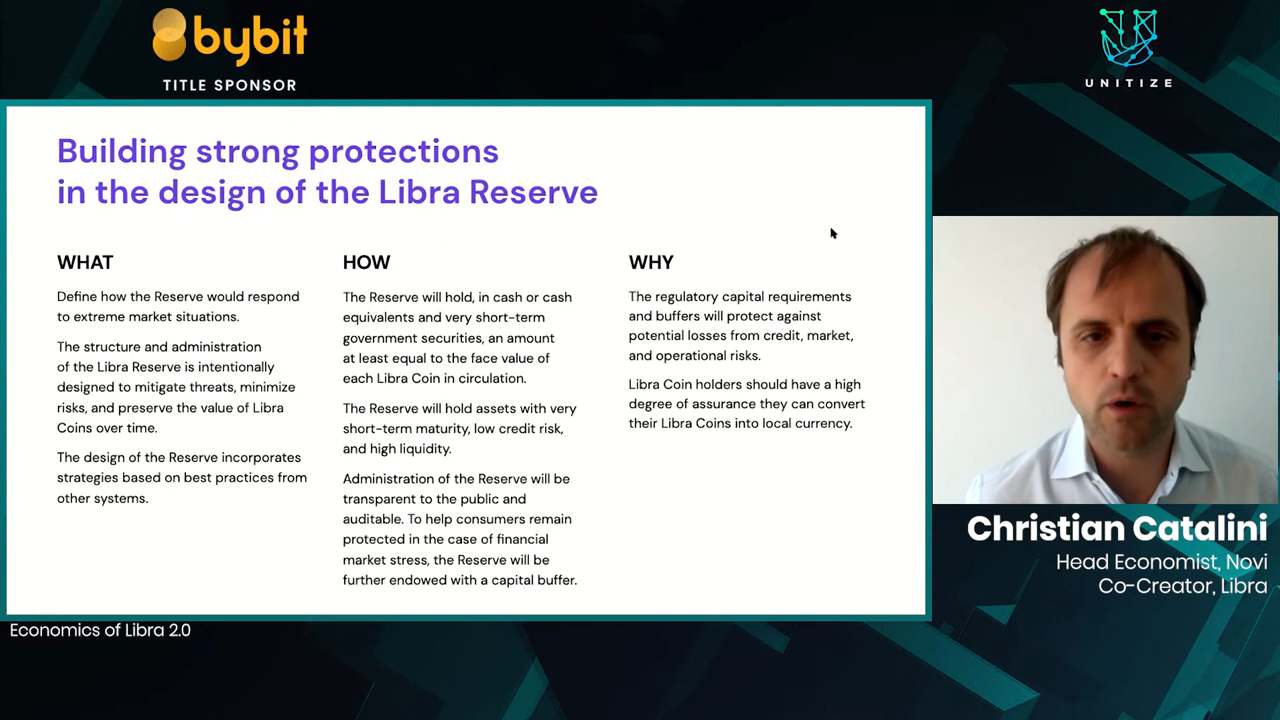 bybit
TITLE SPONSOR
UNITIZE
Building strong protections
in the design of the Libra Reserve
WHAT
Define how the Reserve would respond
to extreme market situations.
The structure and administration
of the Libra Reserve is intentionally
designed to mitigate threats, minimize
risks, and preserve the value of Libra
Coins over time.
The design of the Reserve incorporates
strategies based on best practices from
other systems.
HOW
The Reserve will hold, in cash or cash
equivalents and very short-term
government securities, an amount
at least equal to the face value of
each Libra Coin in circulation.
The Reserve will hold assets with very
short-term maturity, low credit risk,
and high liquidity.
Administration of the Reserve will be
transparent to the public and
auditable. To help consumers remain
protected in the case of financial
market stress, the Reserve will be
further endowed with a capital buffer.
WHY
The regulatory capital requirements
and buffers will protect against
potential losses from credit, market,
and operational risks.
Libra Coin holders should have a high
degree of assurance they can convert
their Libra Coins into local currency.
Christian Catalini
Head Economist, Novi
Co-Creator, Libra
Economics of Libra 2.0